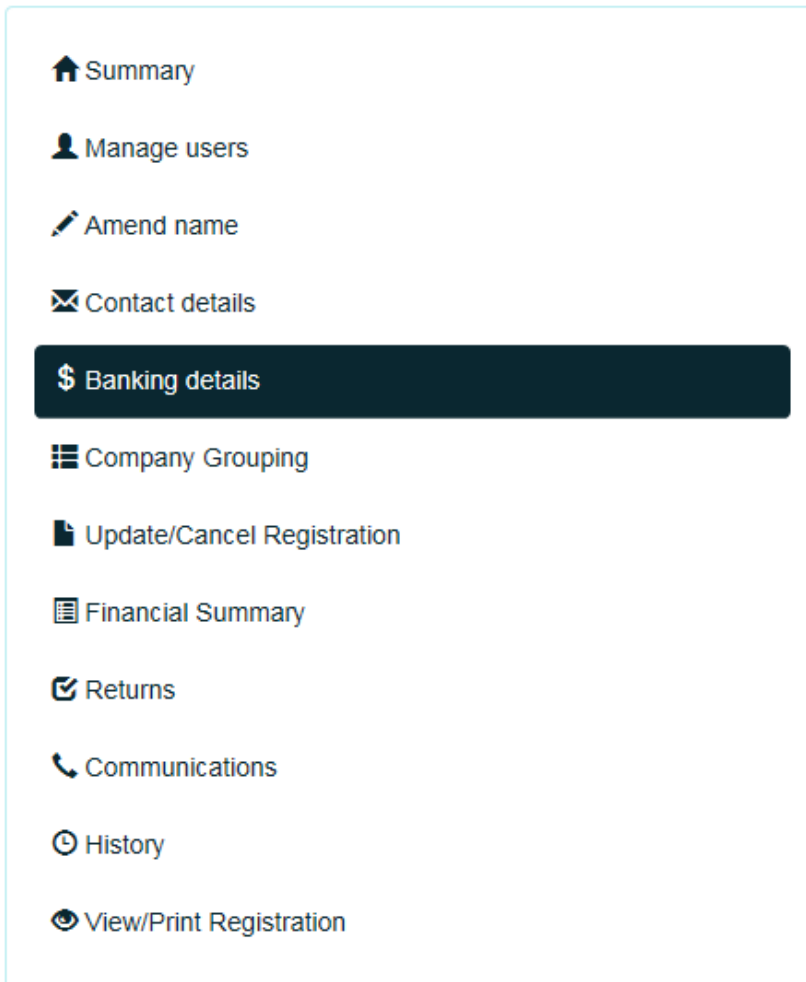 Summary
Manage users
Amend name
Contact details
$ Banking details
Company Grouping
Update/Cancel Registration
Financial Summary
Returns
Communications
History
View/Print Registration